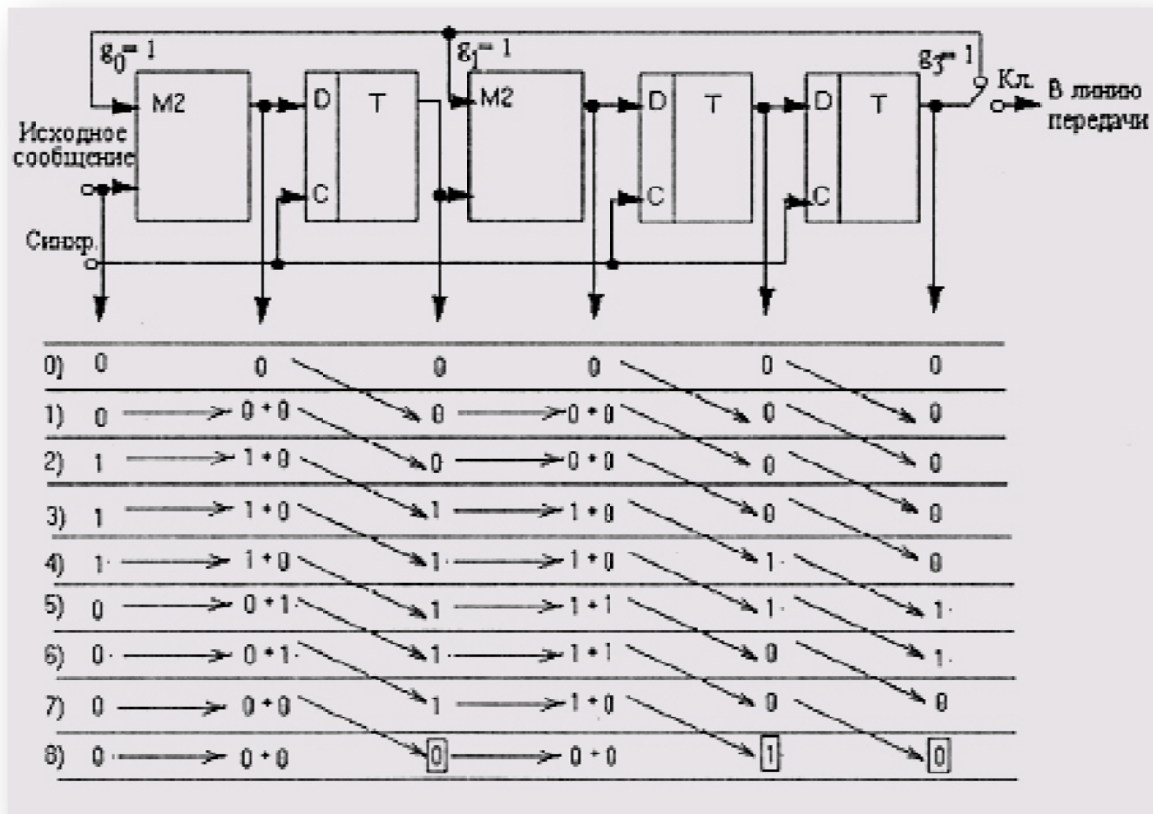 g0= 1
g1= 1
g3= 1
М2 D T М2 D T D T
Кл.
В линию
передачи
Исходное
сообщение
C C C
Синхр.
0) 0 0 0 0 0 0
1) 0 0 + 0 0 0 + 0 0 0
2) 1 1 + 0 0 0 + 0 0 0
3) 1 1 + 0 1 1 + 0 0 0
4) 1 1 + 0 1 1 + 0 1 0
5) 0 0 + 1 1 1 + 1 1 1
6) 0 0 + 1 1 1 + 1 0 1
7) 0 0 + 0 1 1 + 0 0 0
8) 0 0 + 0 0 0 + 0 1 0